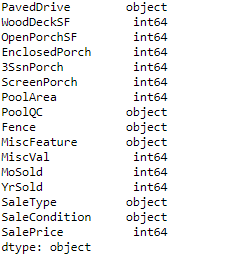 PavedDrive object
WoodDeckSF int64
OpenPorchSF int64
EnclosedPorch int64
3SsnPorch int64
ScreenPorch int64
PoolArea int64
PoolQC object
Fence object
MiscFeature object
MiscVal int64
MoSold int64
YrSold int64
SaleType object
SaleCondition object
SalePrice int64
dtype: object